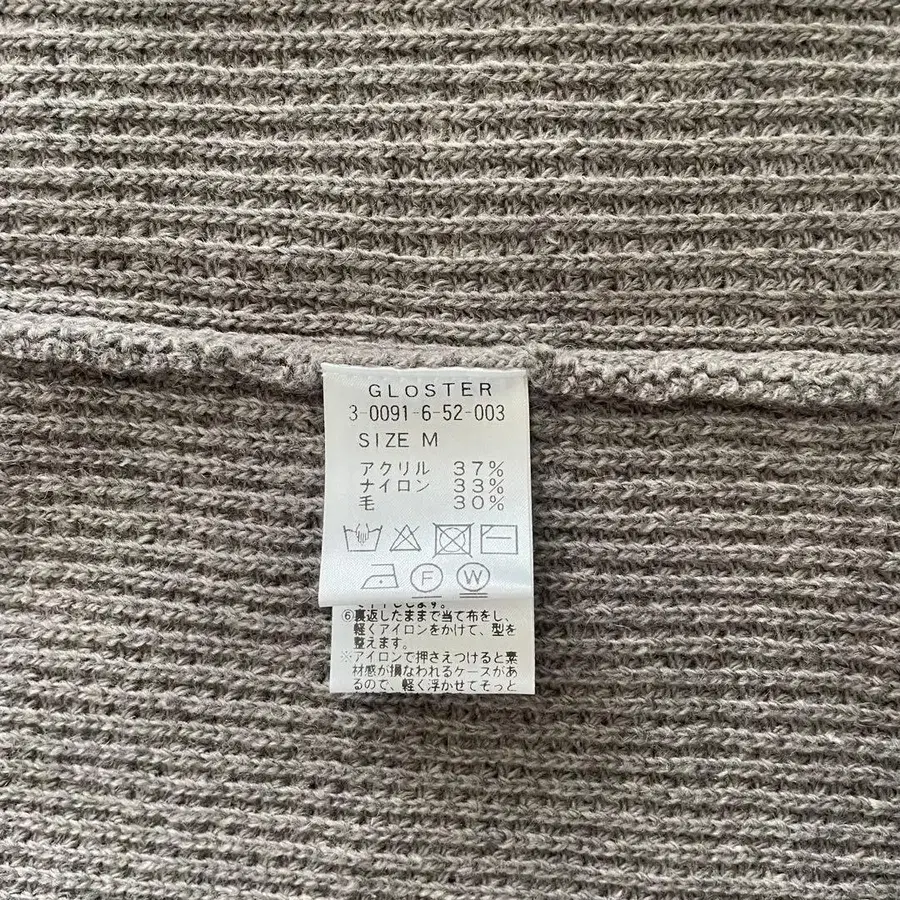 GLOSTER
3-0091-6-52-003
SIZE M
アクリル 37%
ナイロン 33%
毛 30%
F W
⑥裏返したままで当て布をし、
軽くアイロンをかけて、型を
整えます。
※アイロンで押さえつけると素
材感が損なわれるケースがあ
るので、軽く浮かせてそっと